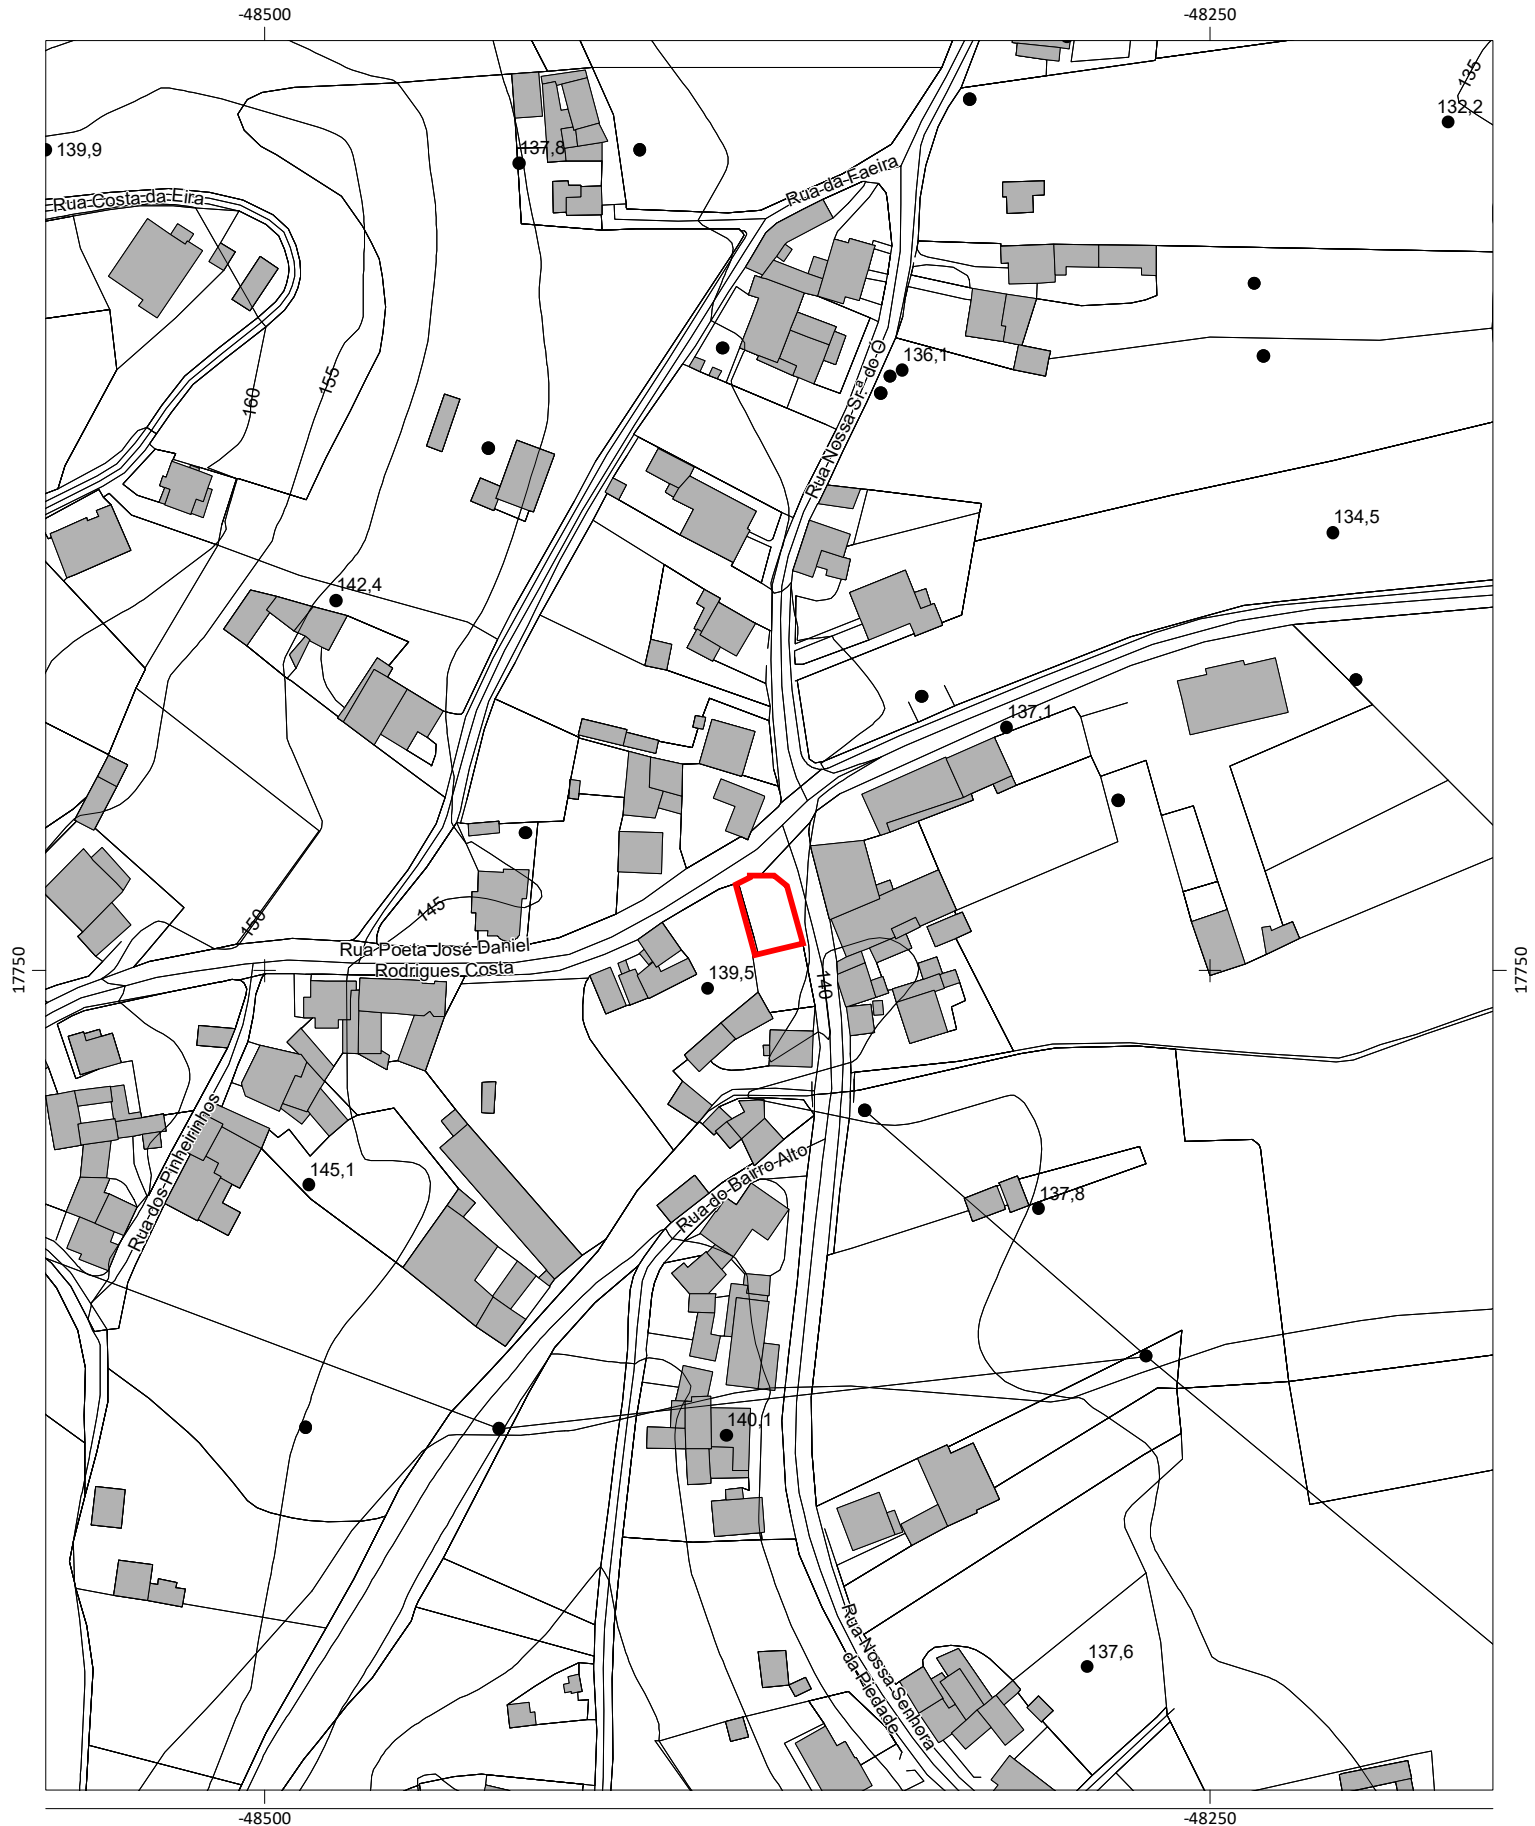 -48500
-48250
135
132,2
139,9
137,8
Rua da Faeira
Rua Costa da Eira
136,1
160
155
Rua Nossa Sr.ª do O
134,5
142,4
137,1
145
150
Rua Poeta José Daniel
Rodrigues Costa
17750
17750
139,5
140
Rua dos Pinheirinhos
145,1
Rua do Bairro Alto
137,8
140,1
Rua Nossa Senhora
da Piedade
137,6
-48500
-48250